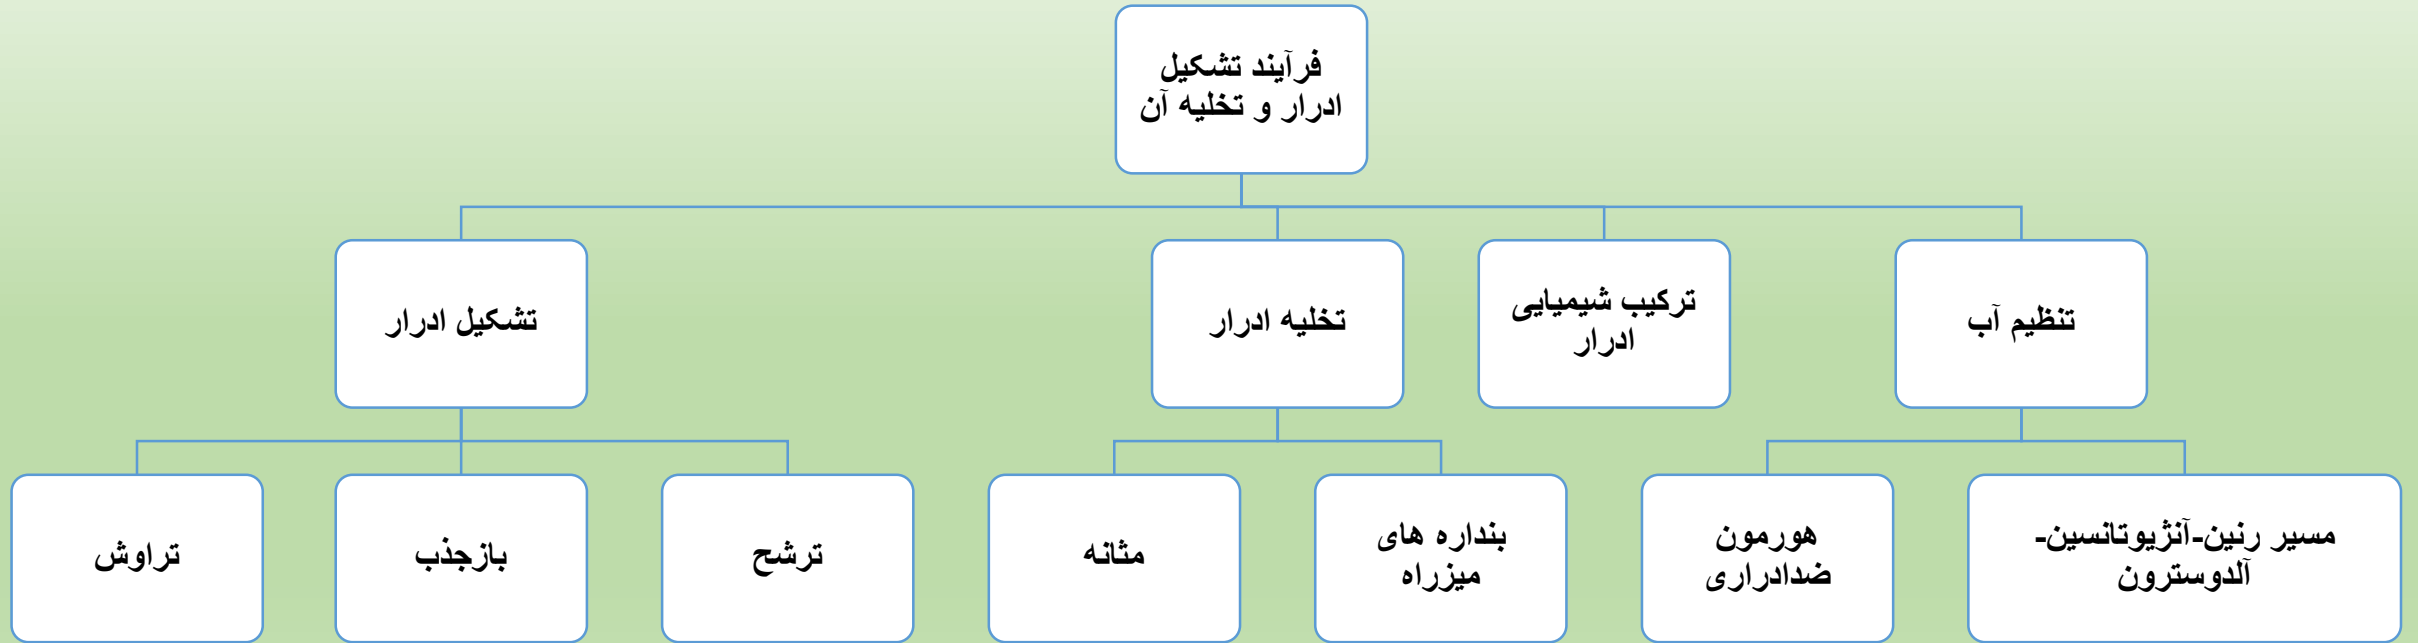 فرآیند تشکیل
ادرار و تخلیه آن
تنظیم آب
ترکیب شیمیایی
ادرار
تخلیه ادرار
تشکیل ادرار
مسیر رنین-آنژیوتانسین-
آلدوسترون
هورمون
ضدادراری
بنداره های
میزراه
مثانه
ترشح
بازجذب
تراوش